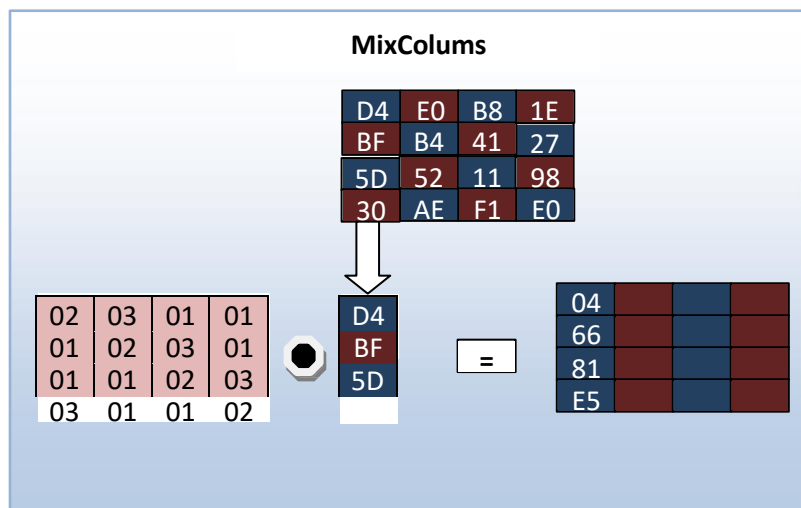 MixColums
D4 E0 B8 1E
BF B4 41 27
5D 52 11 98
30 AE F1 E0
02 03 01 01
01 02 03 01
01 01 02 03
03 01 01 02
D4
BF
5D
=
04
66
81
E5